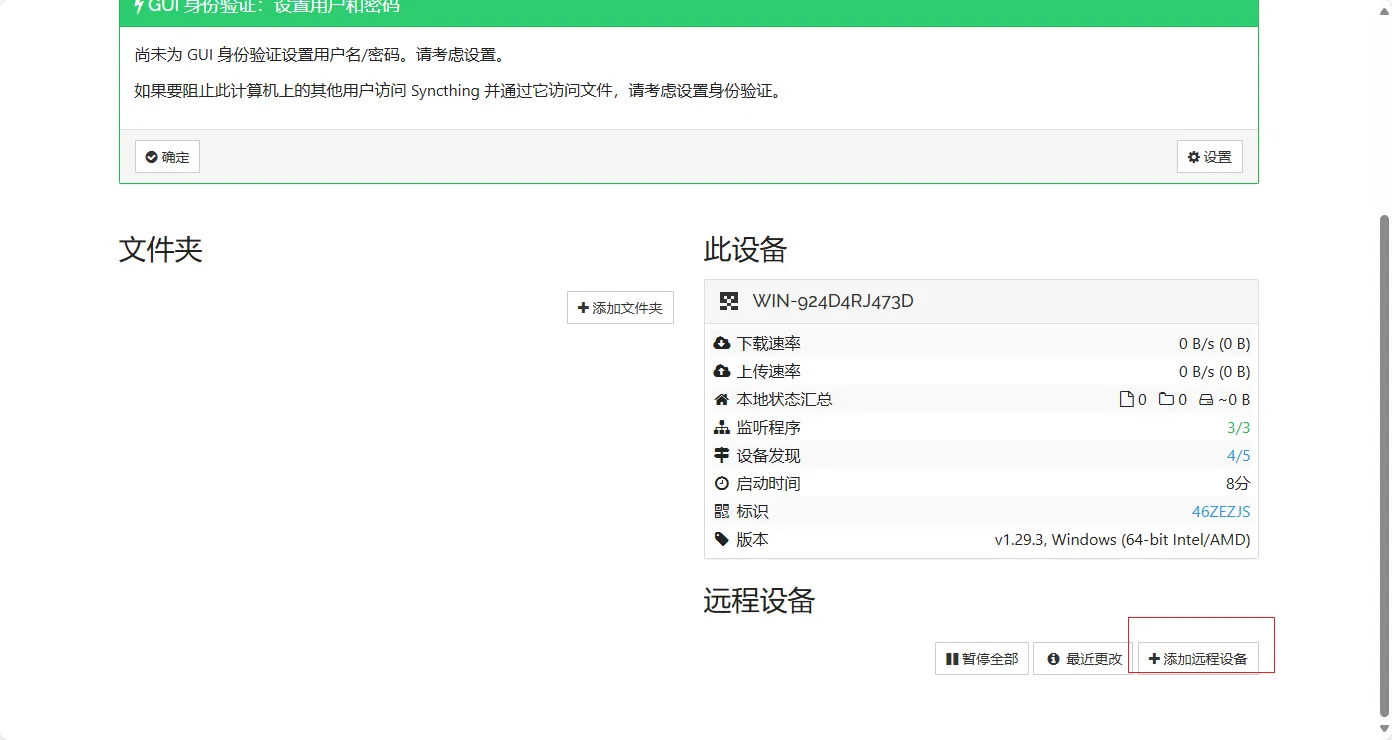 GUI 身份验证：设置用户和密码
尚未为 GUI 身份验证设置用户名/密码。请考虑设置。
如果要阻止此计算机上的其他用户访问 Syncthing 并通过它访问文件，请考虑设置身份验证。
确定
设置
文件夹
添加文件夹
此设备
WIN-924D4RJ473D
下载速率 0 B/s (0 B)
上传速率 0 B/s (0 B)
本地状态汇总 0 0 ~0 B
监听程序 3/3
设备发现 4/5
启动时间 8分
标识 46ZEZJS
版本 v1.29.3, Windows (64-bit Intel/AMD)
远程设备
暂停全部 最近更改 添加远程设备